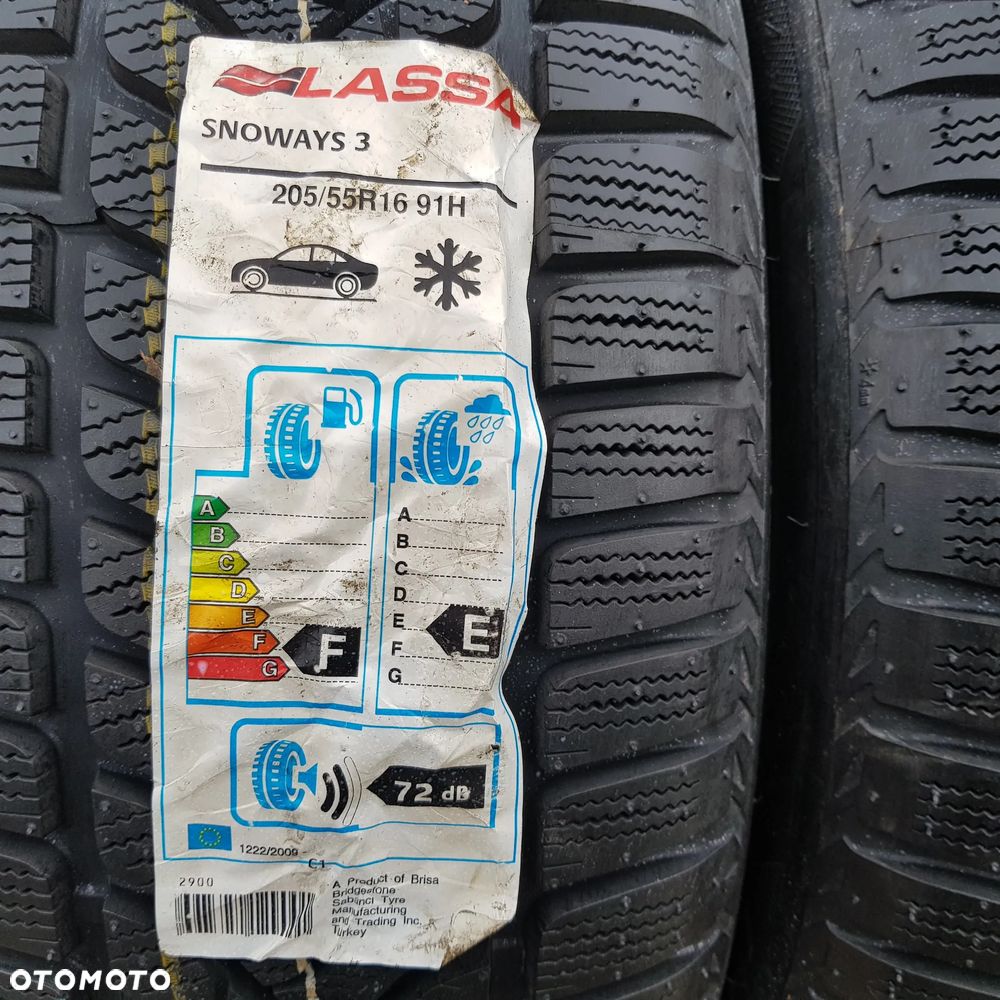 LASSA
SNOWAYS 3
205/55R16 91H
A
B
C
D
E
F
G
F
A
B
C
D
E
F
G
E
72 dB
1222/2009 - C1
2900
A Product of Brisa
Bridgestone
Sabanci Tyre
Manufacturing
and Trading Inc.
Turkey
OTOMOTO